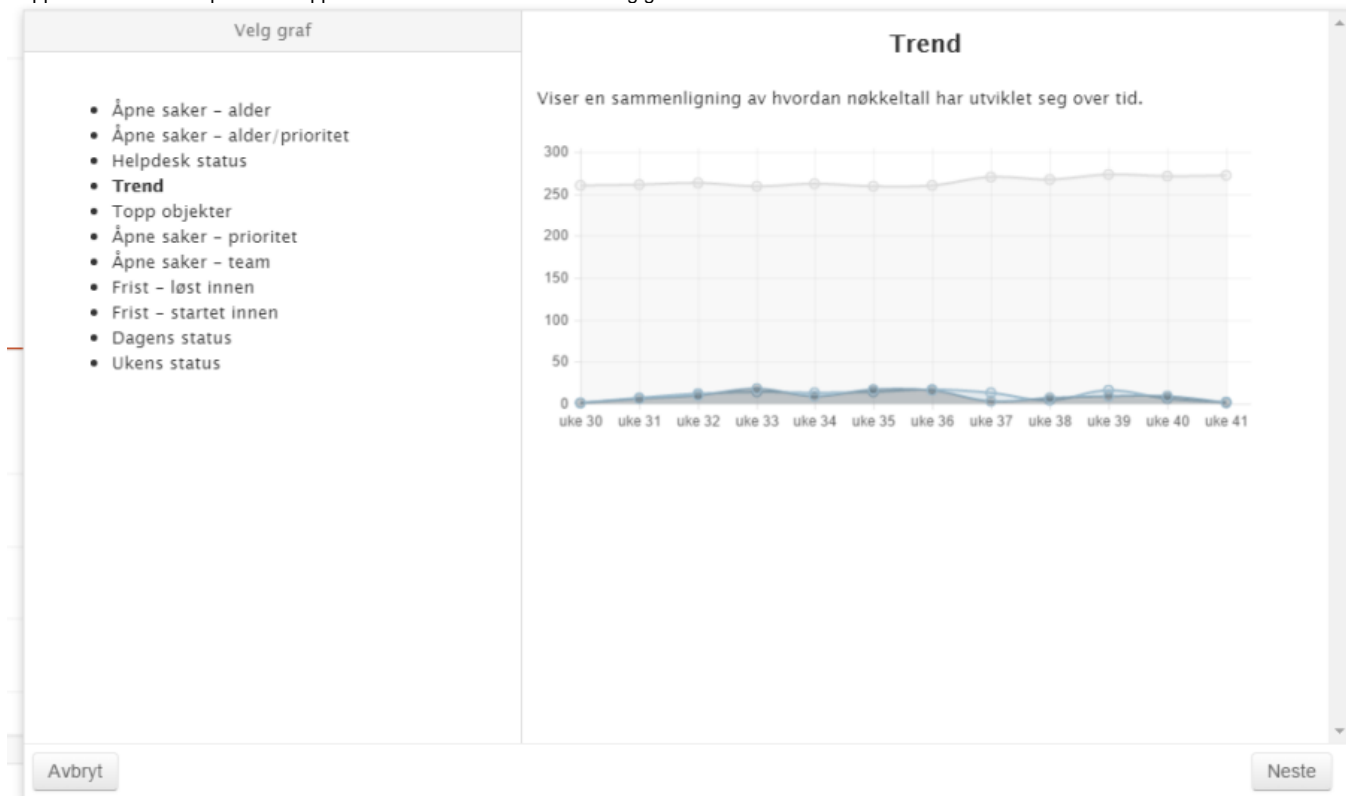 Velg graf
Åpne saker – alder
Åpne saker – alder/prioritet
Helpdesk status
Trend
Topp objekter
Åpne saker – prioritet
Åpne saker – team
Frist – løst innen
Frist – startet innen
Dagens status
Ukens status
Trend
Viser en sammenligning av hvordan nøkkeltall har utviklet seg over tid.
300
250
200
150
100
50
0
uke 30 uke 31 uke 32 uke 33 uke 34 uke 35 uke 36 uke 37 uke 38 uke 39 uke 40 uke 41
Avbryt
Neste